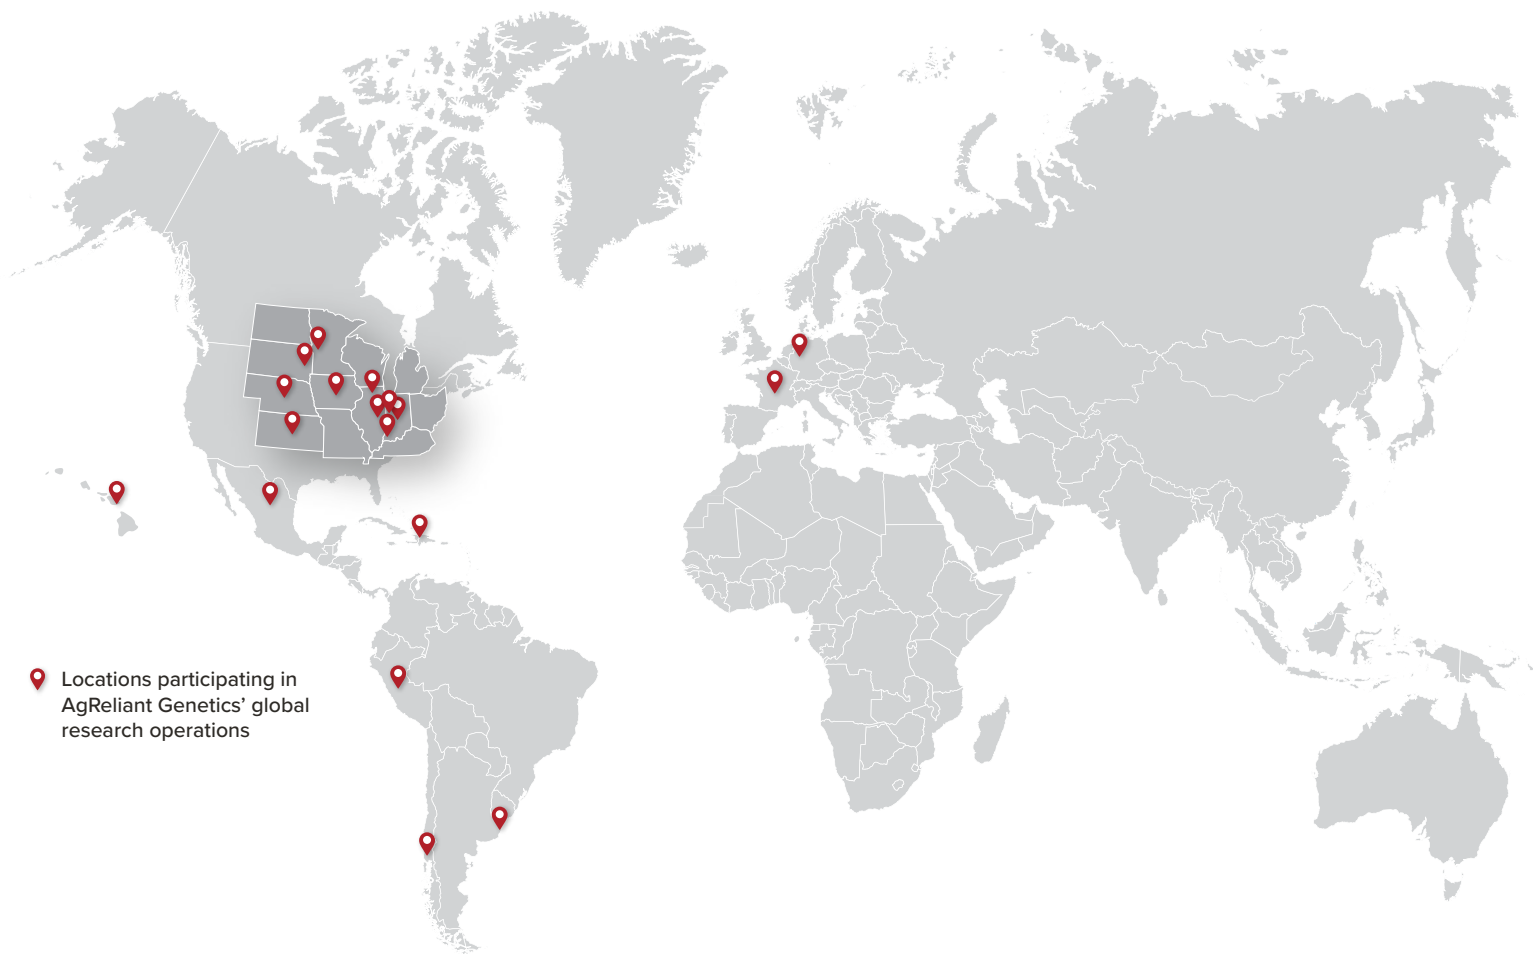 Locations participating in
AgReliant Genetics’ global
research operations